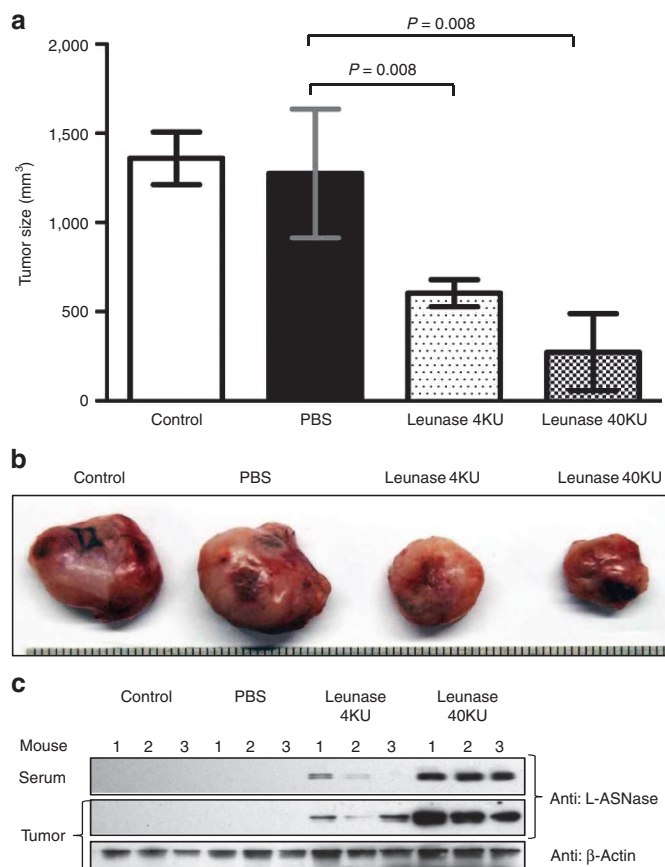 a
P = 0.008
P = 0.008
2,000
1,500
1,000
500
0
Tumor size (mm³)
Control PBS Leunase 4KU Leunase 40KU
b
Control PBS Leunase 4KU Leunase 40KU
c
Control PBS Leunase 4KU Leunase 40KU
Mouse 1 2 3 1 2 3 1 2 3 1 2 3
Serum
Anti: L-ASNase
Tumor
Anti: β-Actin